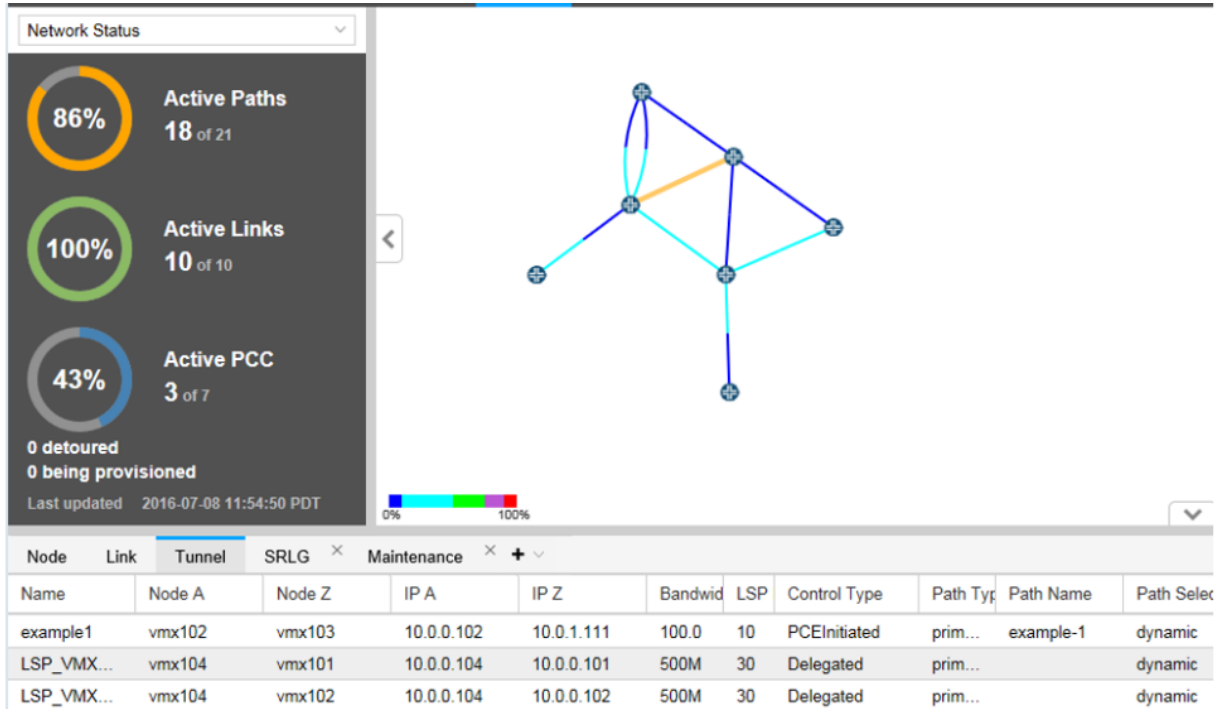 Network Status
86%
Active Paths
18 of 21
100%
Active Links
10 of 10
43%
Active PCC
3 of 7
0 detoured
0 being provisioned
Last updated 2016-07-08 11:54:50 PDT
0% 100%
Node Link Tunnel SRLG Maintenance
Name Node A Node Z IP A IP Z Bandwid LSP Control Type Path Typ Path Name Path Selec
example1 vmx102 vmx103 10.0.0.102 10.0.1.111 100.0 10 PCEInitiated prim... example-1 dynamic
LSP_VMX... vmx104 vmx101 10.0.0.104 10.0.0.101 500M 30 Delegated prim... dynamic
LSP_VMX... vmx104 vmx102 10.0.0.104 10.0.0.102 500M 30 Delegated prim... dynamic